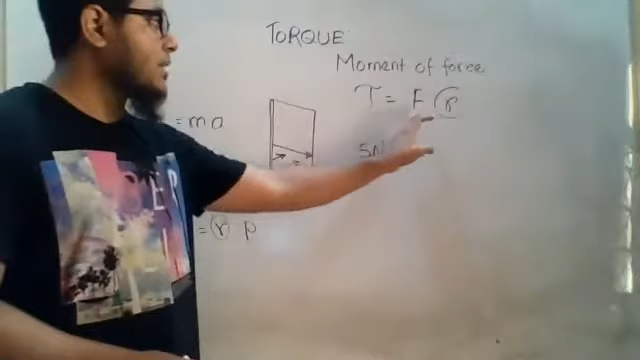 TORQUE
Moment of force
τ = F r
= ma
5N
= r p